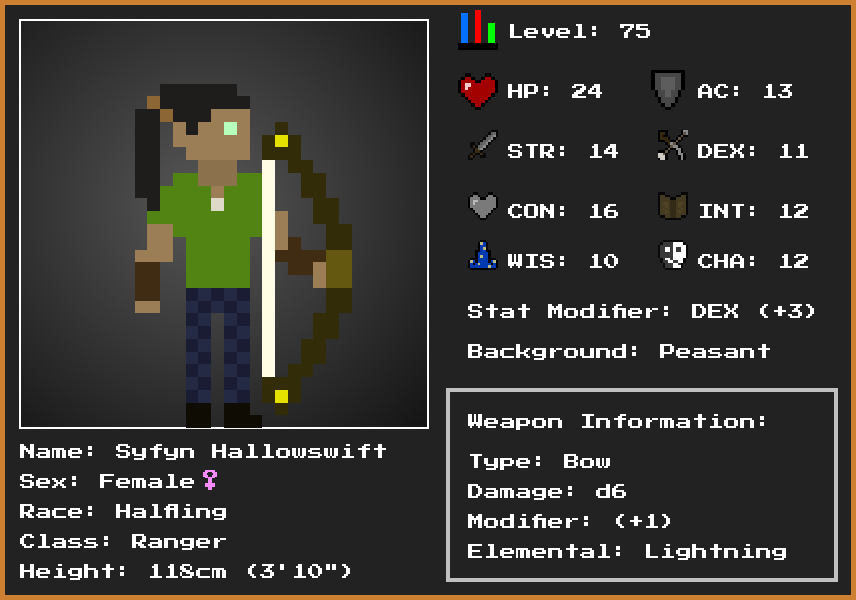 Level: 75
HP: 24
AC: 13
STR: 14
DEX: 11
CON: 16
INT: 12
WIS: 10
CHA: 12
Stat Modifier: DEX (+3)
Background: Peasant
Weapon Information:
Type: Bow
Damage: d6
Modifier: (+1)
Elemental: Lightning
Name: Syfyn Hallowswift
Sex: Female♀
Race: Halfling
Class: Ranger
Height: 118cm (3'10")